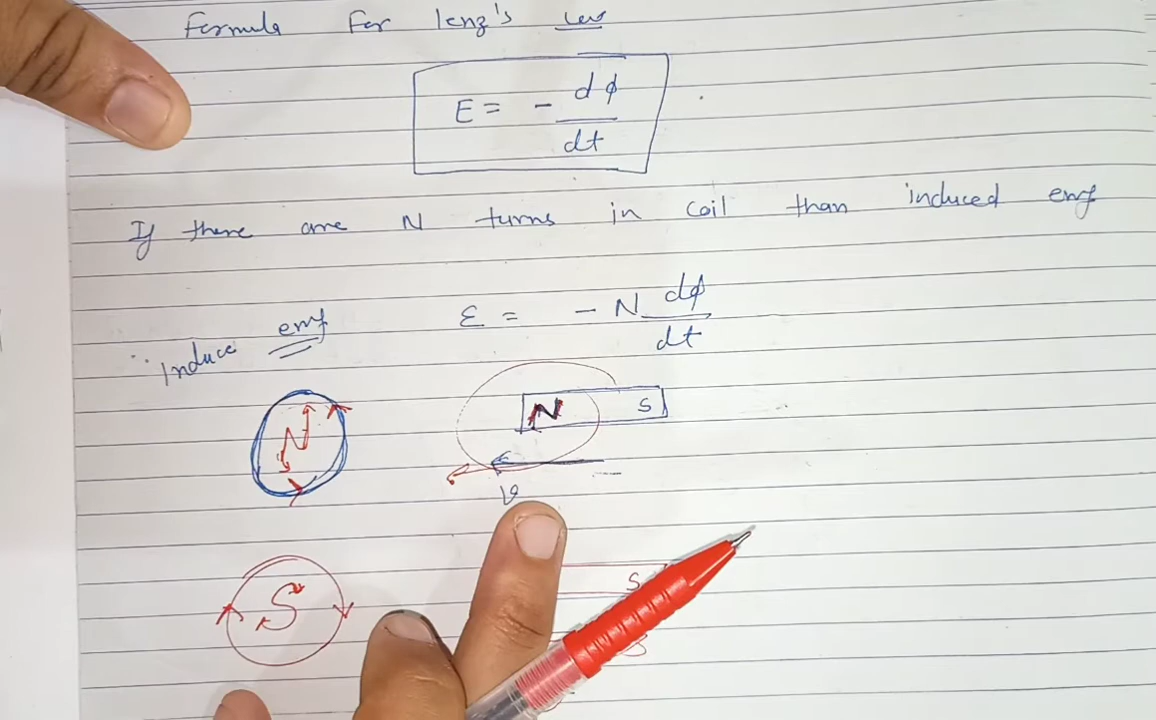 Formula For lenz's law
E = - dϕ/dt
If there are N turns in coil than induced emf
ε = - N dϕ/dt
∵ induce emf
N
N S
v
S
S